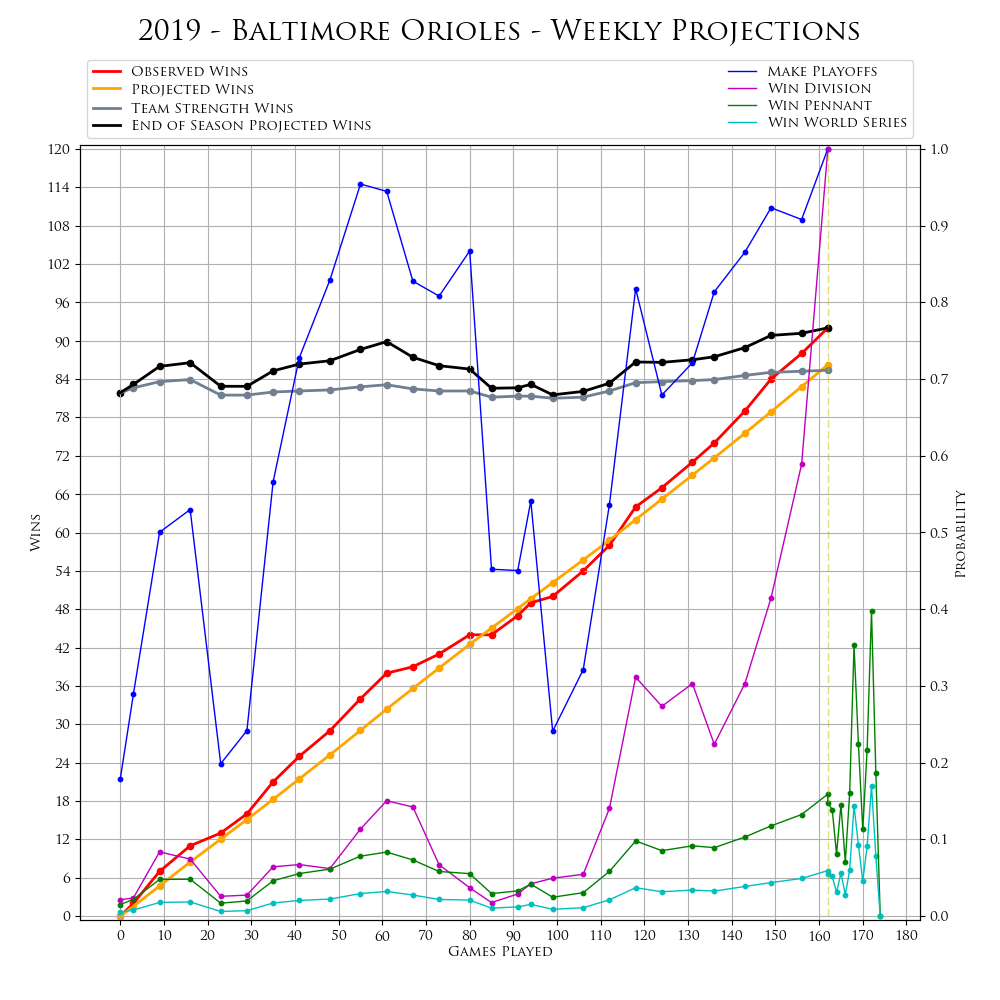 2019 - Baltimore Orioles - Weekly Projections
Observed Wins
Projected Wins
Team Strength Wins
End of Season Projected Wins
Make Playoffs
Win Division
Win Pennant
Win World Series
120
114
108
102
96
90
84
78
72
66
60
54
48
42
36
30
24
18
12
6
0
Wins
1.0
0.9
0.8
0.7
0.6
0.5
0.4
0.3
0.2
0.1
0.0
Probability
0 10 20 30 40 50 60 70 80 90 100 110 120 130 140 150 160 170 180
Games Played